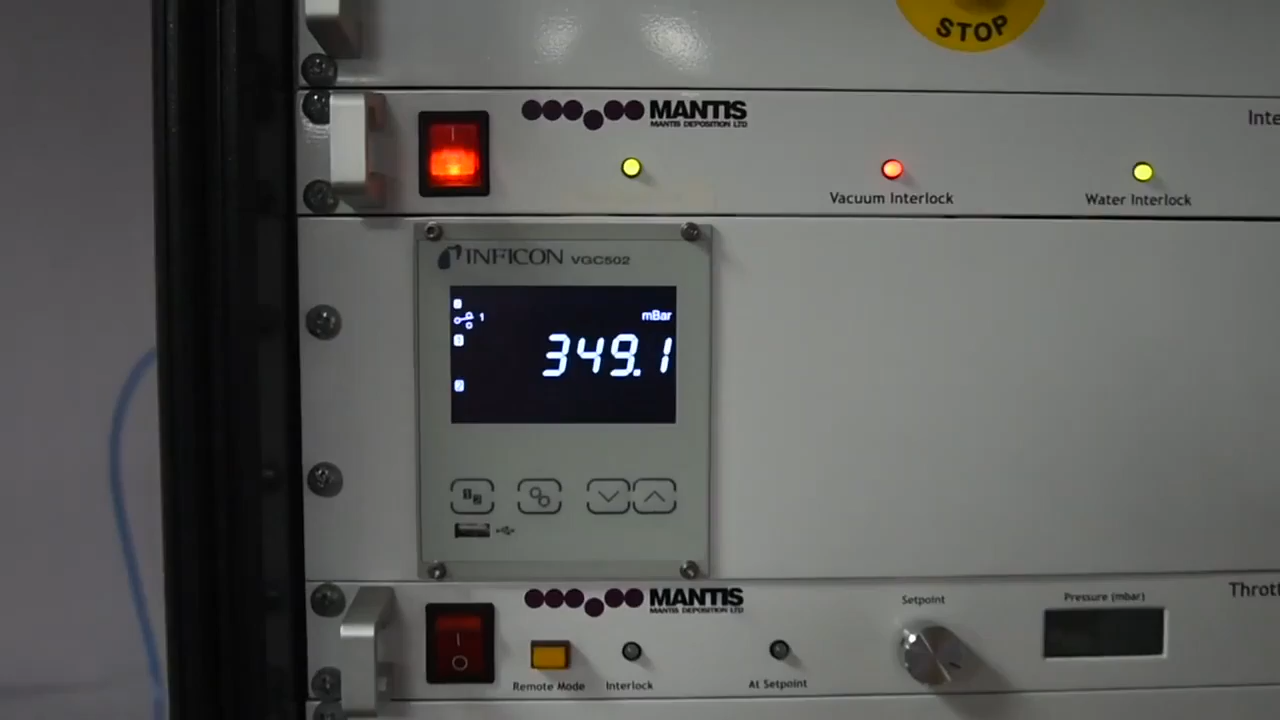 STOP
MANTIS
MANTIS DEPOSITION LTD
Inte
Vacuum Interlock
Water Interlock
INFICON VGC502
1
mBar
349.1
MANTIS
MANTIS DEPOSITION LTD
Throt
Setpoint
Pressure (mbar)
Remote Mode
Interlock
At Setpoint